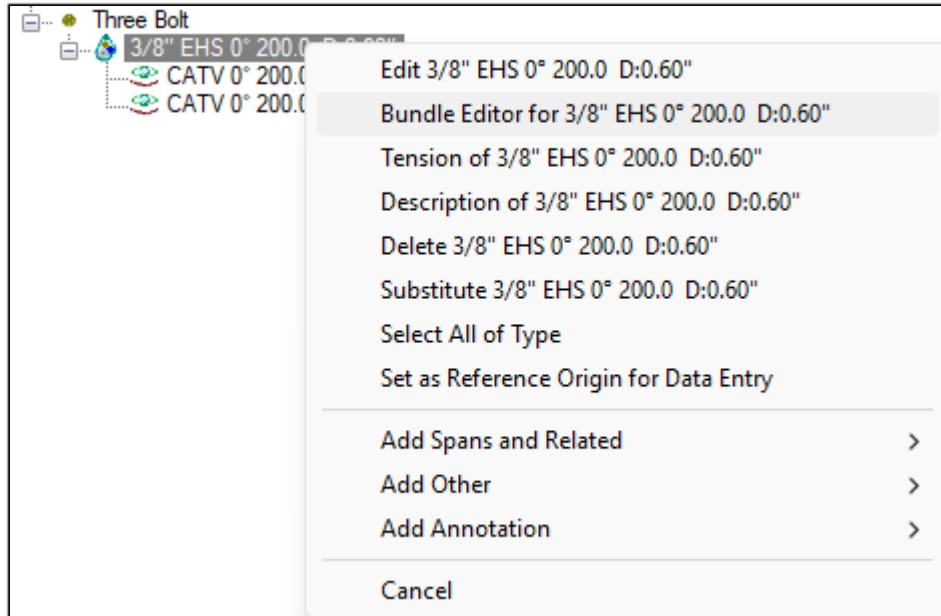 Three Bolt
3/8" EHS 0° 200.0
CATV 0° 200.0
CATV 0° 200.0
Edit 3/8" EHS 0° 200.0 D:0.60"
Bundle Editor for 3/8" EHS 0° 200.0 D:0.60"
Tension of 3/8" EHS 0° 200.0 D:0.60"
Description of 3/8" EHS 0° 200.0 D:0.60"
Delete 3/8" EHS 0° 200.0 D:0.60"
Substitute 3/8" EHS 0° 200.0 D:0.60"
Select All of Type
Set as Reference Origin for Data Entry
Add Spans and Related
Add Other
Add Annotation
Cancel